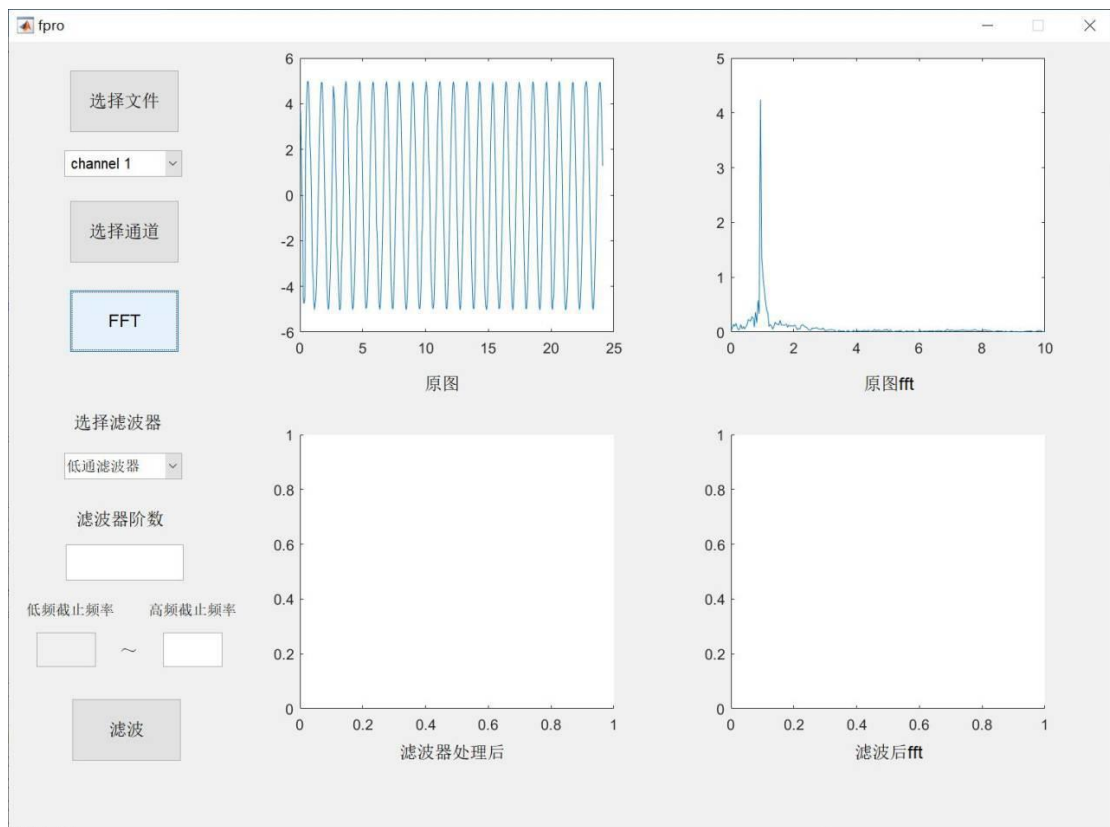 fpro
选择文件
channel 1
选择通道
FFT
选择滤波器
低通滤波器
滤波器阶数
低频截止频率 高频截止频率
~
滤波
6
4
2
0
-2
-4
-6
0 5 10 15 20 25
原图
5
4
3
2
1
0
0 2 4 6 8 10
原图fft
1
0.8
0.6
0.4
0.2
0
0 0.2 0.4 0.6 0.8 1
滤波器处理后
1
0.8
0.6
0.4
0.2
0
0 0.2 0.4 0.6 0.8 1
滤波后fft